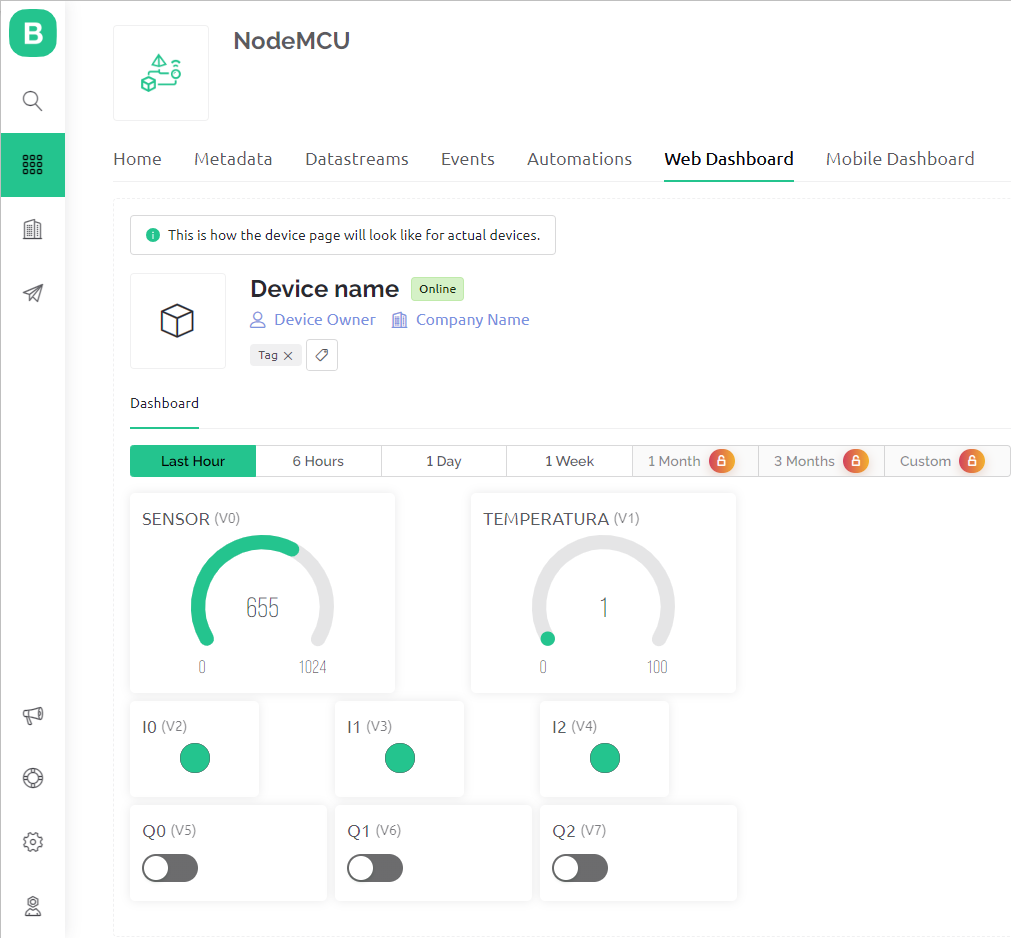 B
NodeMCU
Home Metadata Datastreams Events Automations Web Dashboard Mobile Dashboard
This is how the device page will look like for actual devices.
Device name Online
Device Owner Company Name
Tag
Dashboard
Last Hour 6 Hours 1 Day 1 Week 1 Month 3 Months Custom
SENSOR (V0) TEMPERATURA (V1)
655 1
0 1024 0 100
I0 (V2) I1 (V3) I2 (V4)
Q0 (V5) Q1 (V6) Q2 (V7)